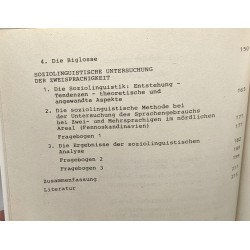 4. Die Biglosse
SOZIOLINGUISTISCHE UNTERSUCHUNG
DER ZWEISPRACHIGKEIT
1. Die Soziolinguistik: Entstehung -
Tendenzen - theoretische und
angewandte Aspekte
2. Die soziolinguistische Methode bei
der Untersuchung des Sprachengebrauchs
bei Zwei- und Mehrsprachigen im nördlichen
Areal (Fennoskandinavien)
Fragebogen 1
3. Die Ergebnisse der soziolinguistischen
Analyse
Fragebogen 2
Fragebogen 3
Zusammenfassung
Literatur